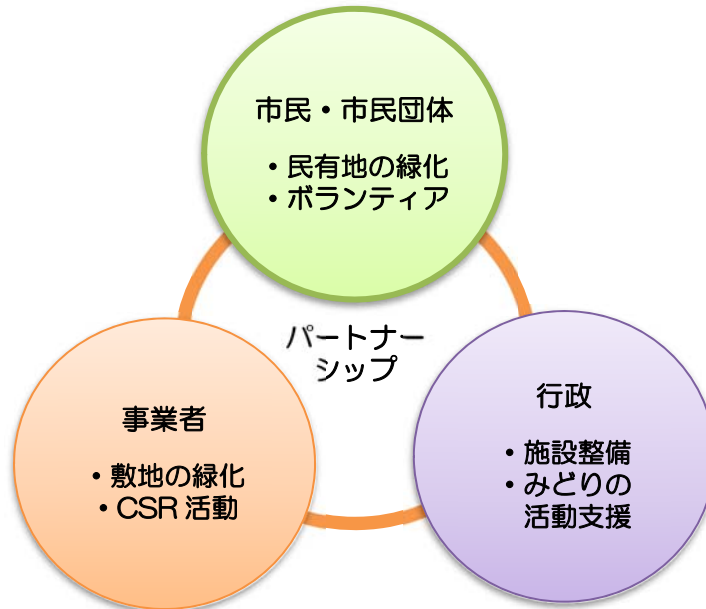 市民・市民団体
・民有地の緑化
・ボランティア
パートナー
シップ
事業者
・敷地の緑化
・CSR 活動
行政
・施設整備
・みどりの
活動支援